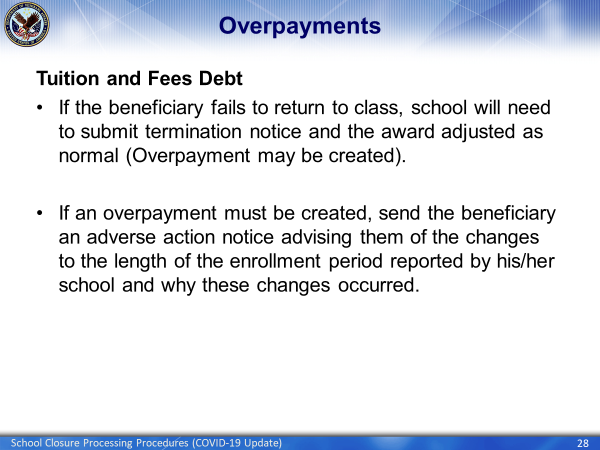 Overpayments
Tuition and Fees Debt
• If the beneficiary fails to return to class, school will need
to submit termination notice and the award adjusted as
normal (Overpayment may be created).
• If an overpayment must be created, send the beneficiary
an adverse action notice advising them of the changes
to the length of the enrollment period reported by his/her
school and why these changes occurred.
School Closure Processing Procedures (COVID-19 Update)
28